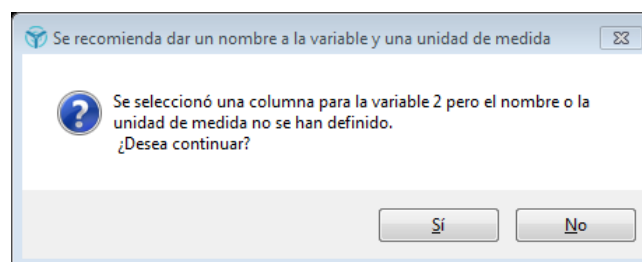 Se recomienda dar un nombre a la variable y una unidad de medida
Se seleccionó una columna para la variable 2 pero el nombre o la
unidad de medida no se han definido.
¿Desea continuar?
Sí
No